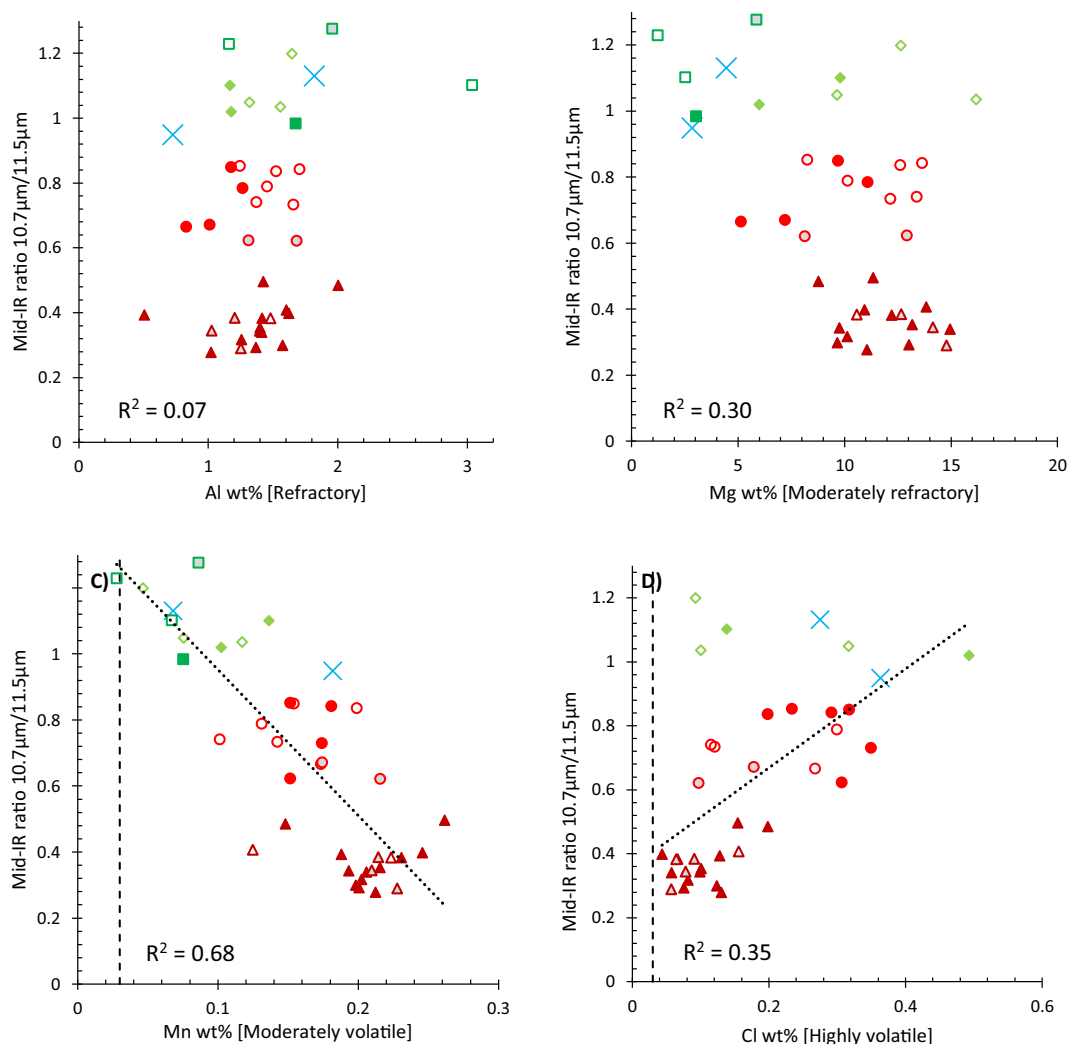 Mid-IR ratio 10.7µm/11.5µm
1.2
1
0.8
0.6
0.4
0.2
0
R² = 0.07
0 1 2 3
Al wt% [Refractory]
Mid-IR ratio 10.7µm/11.5µm
1.2
1
0.8
0.6
0.4
0.2
0
R² = 0.30
0 5 10 15 20
Mg wt% [Moderately refractory]
C)
Mid-IR ratio 10.7µm/11.5µm
1
0.8
0.6
0.4
0.2
0
R² = 0.68
0 0.1 0.2 0.3
Mn wt% [Moderately volatile]
D)
Mid-IR ratio 10.7µm/11.5µm
1.2
1
0.8
0.6
0.4
0.2
0
R² = 0.35
0 0.2 0.4 0.6
Cl wt% [Highly volatile]